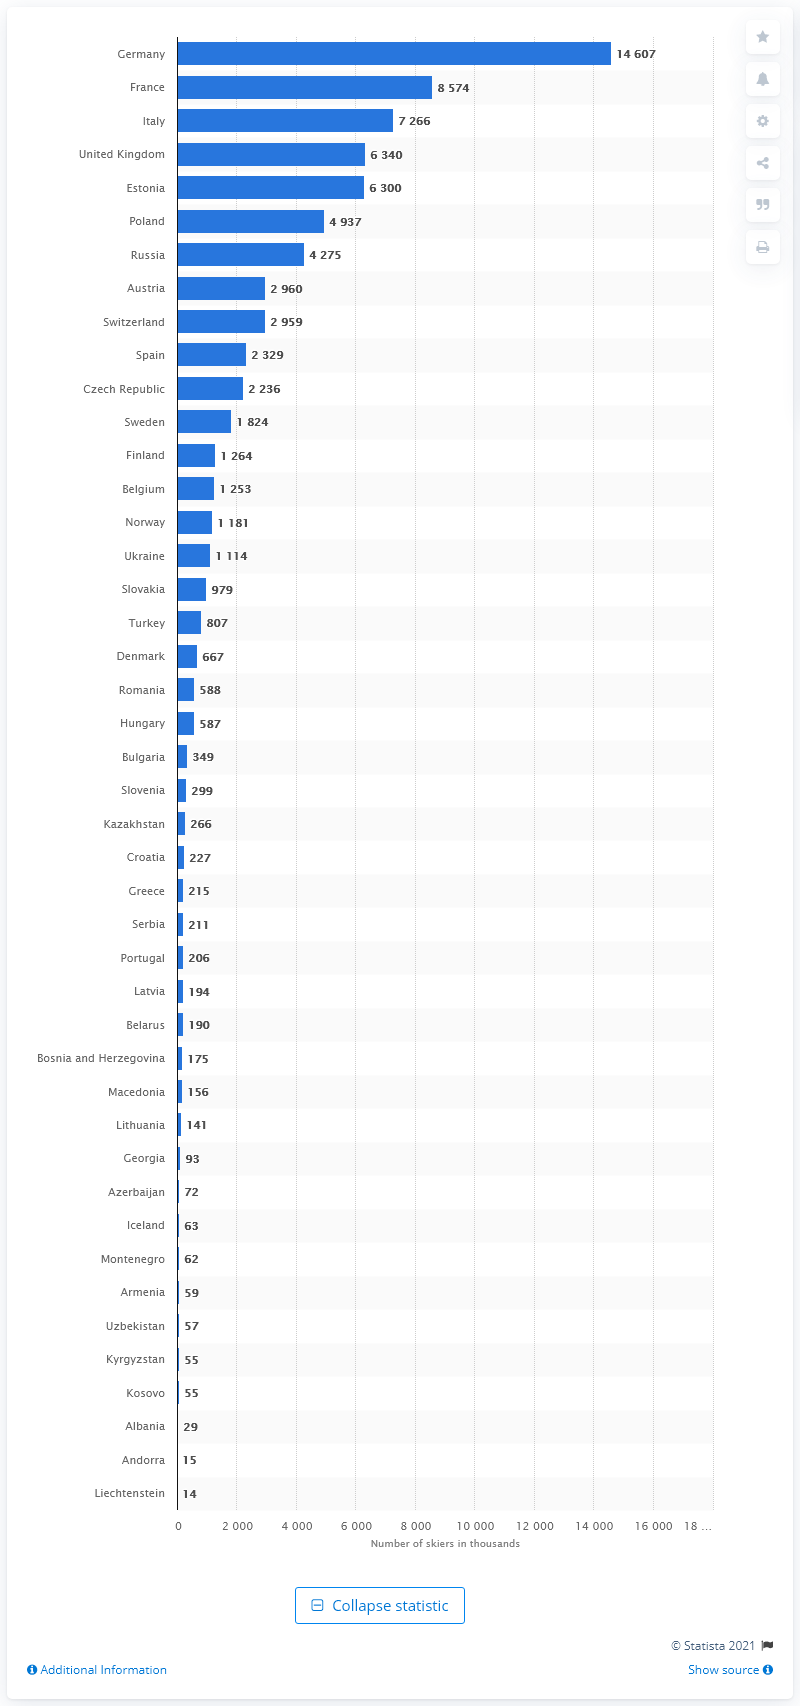 Germany 14 607
France 8 574
Italy 7 266
United Kingdom 6 340
Estonia 6 300
Poland 4 937
Russia 4 275
Austria 2 960
Switzerland 2 959
Spain 2 329
Czech Republic 2 236
Sweden 1 824
Finland 1 264
Belgium 1 253
Norway 1 181
Ukraine 1 114
Slovakia 979
Turkey 807
Denmark 667
Romania 588
Hungary 587
Bulgaria 349
Slovenia 299
Kazakhstan 266
Croatia 227
Greece 215
Serbia 211
Portugal 206
Latvia 194
Belarus 190
Bosnia and Herzegovina 175
Macedonia 156
Lithuania 141
Georgia 93
Azerbaijan 72
Iceland 63
Montenegro 62
Armenia 59
Uzbekistan 57
Kyrgyzstan 55
Kosovo 55
Albania 29
Andorra 15
Liechtenstein 14
0 2 000 4 000 6 000 8 000 10 000 12 000 14 000 16 000 18 ...
Number of skiers in thousands
Collapse statistic
© Statista 2021
Additional Information Show source